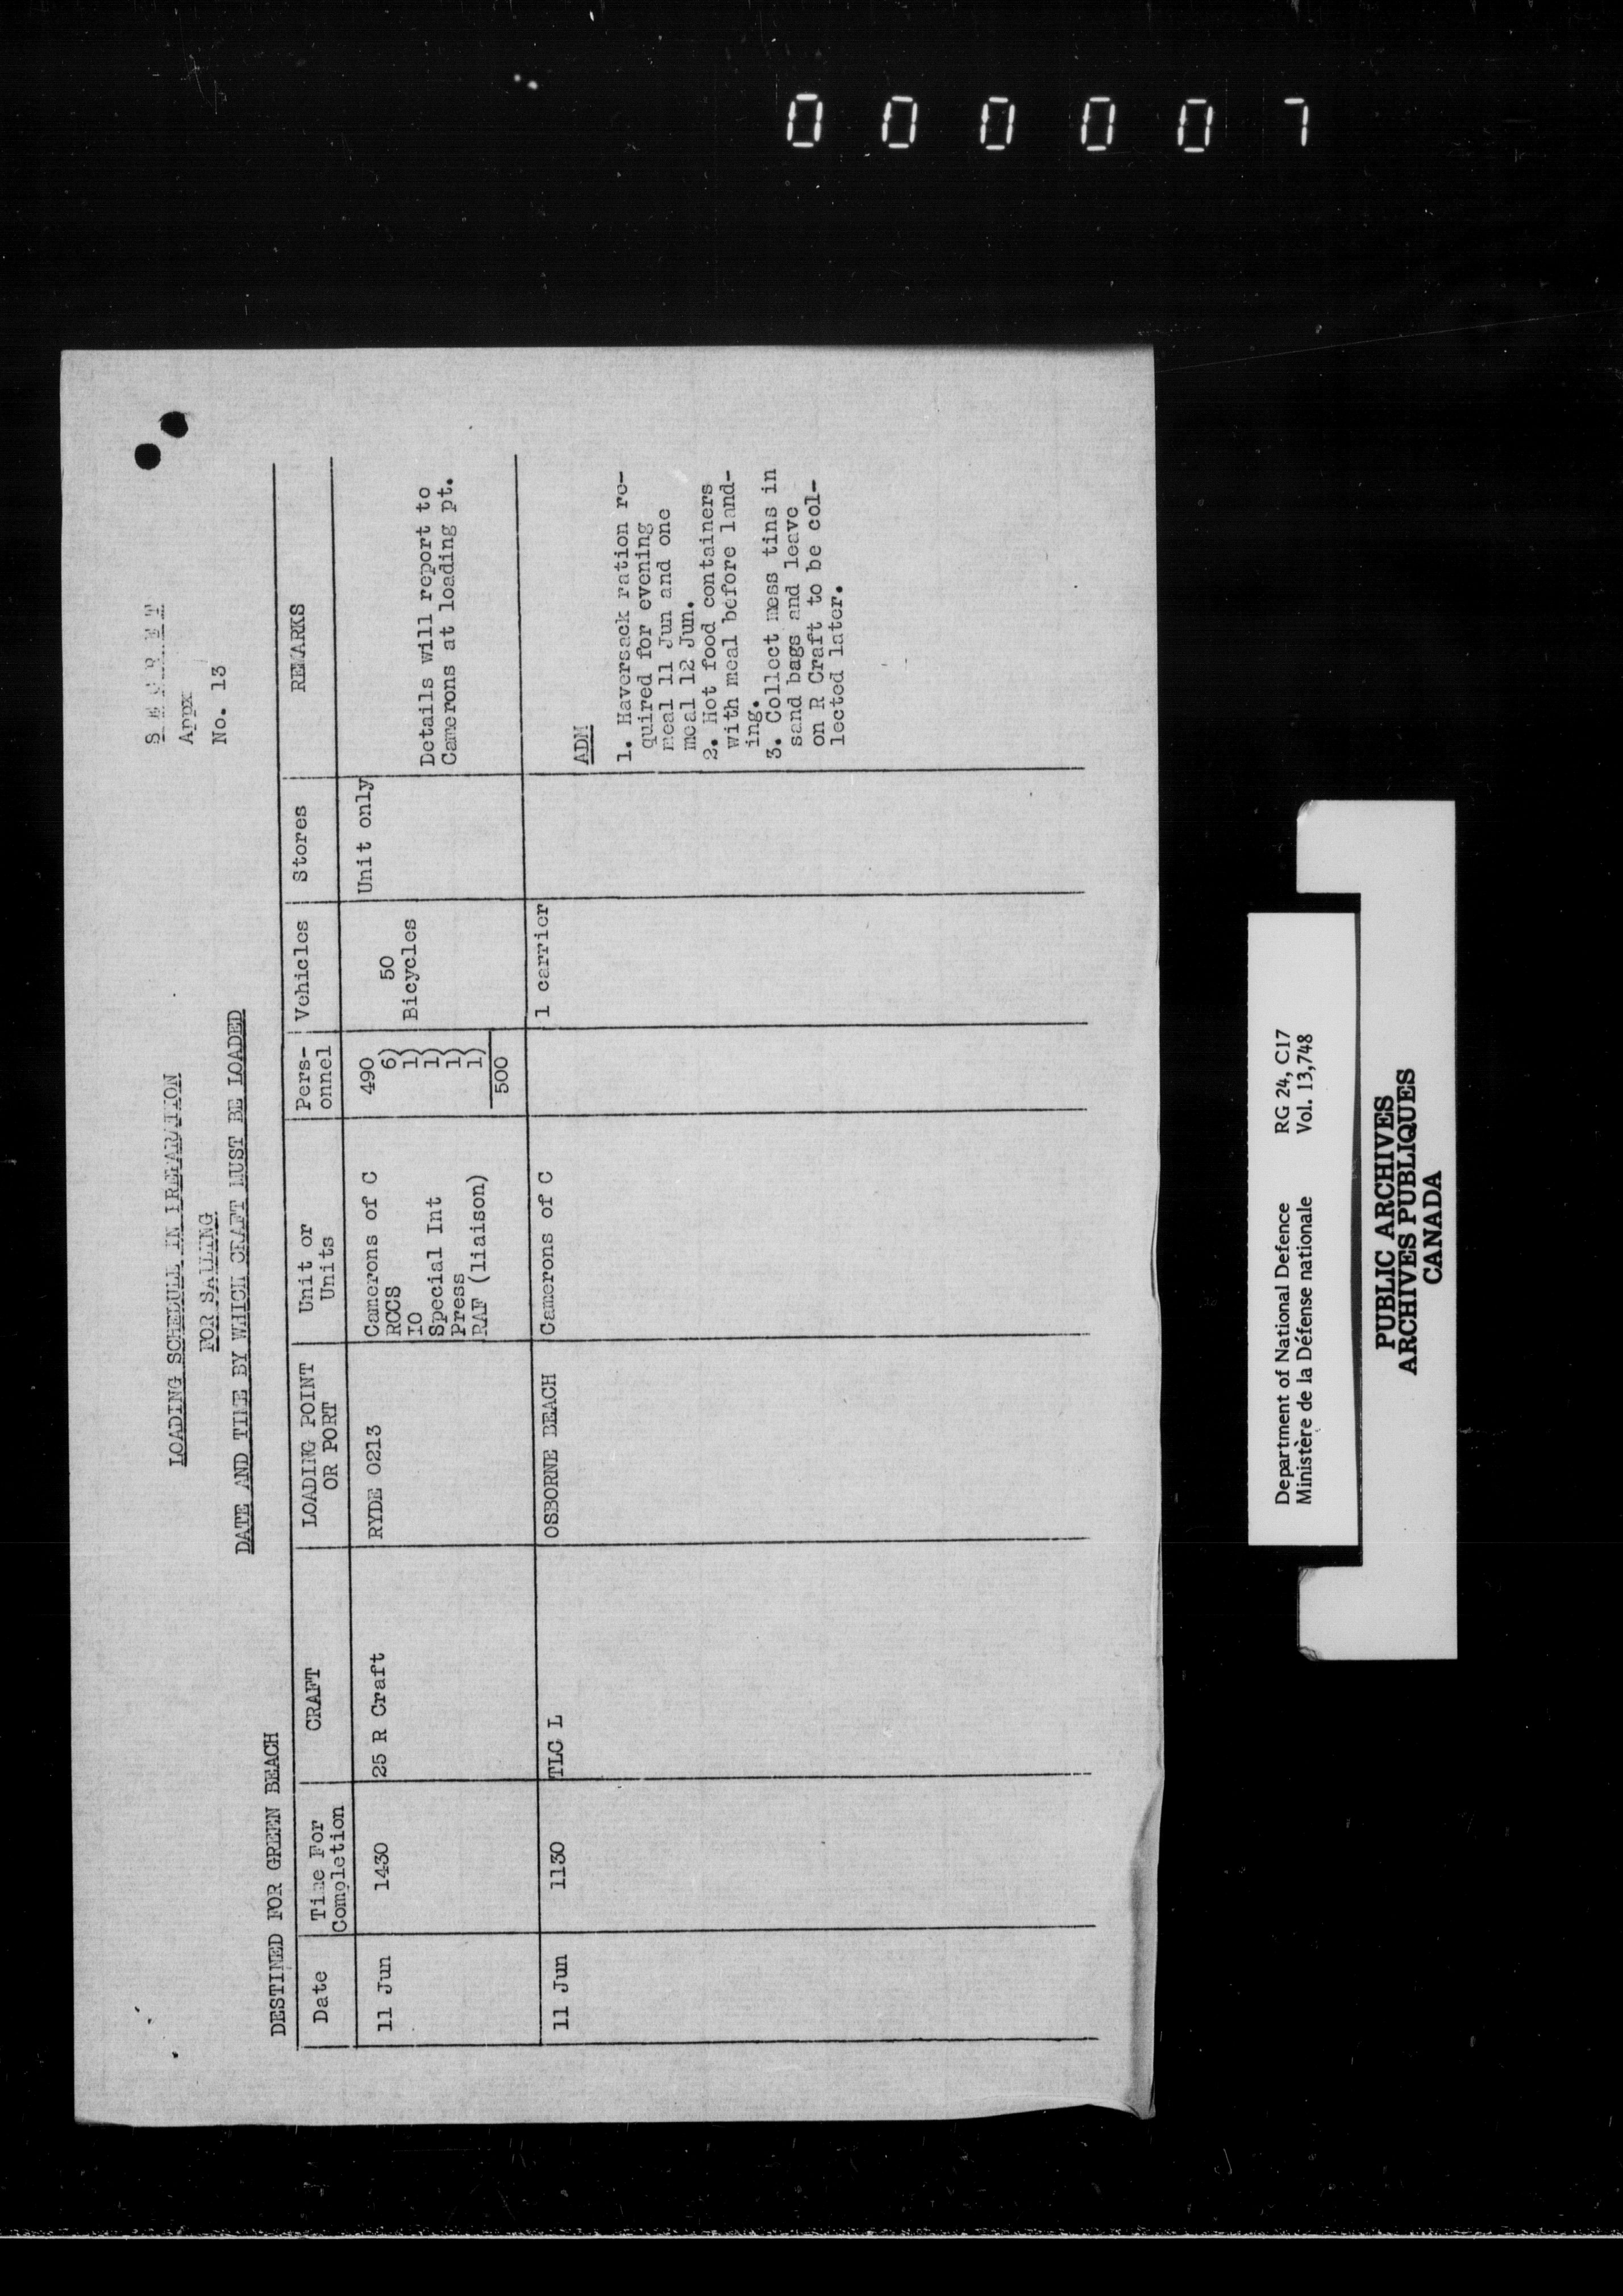 000007
S E C R E T
Appx
No. 13
LOADING SCHEDULE IN PREPARATION
FOR SAILING
DATE AND TIME BY WHICH CRAFT MUST BE LOADED
DESTINED FOR GREEN BEACH
Date
Time For
Completion
CRAFT
LOADING POINT
OR PORT
Unit or
Units
Pers-
onnel
Vehicles
Stores
REMARKS
11 Jun
1430
25 R Craft
RYDE 0213
Camerons of C
RCCS
IO
Special Int
Press
RAF (liaison)
490
6)
1)
1)
1)
1)
500
50
Bicycles
Unit only
Details will report to
Camerons at loading pt.
11 Jun
1130
TLC L
OSBORNE BEACH
Camerons of C
1 carrier
ADM
1. Haversack ration re-
quired for evening
meal 11 Jun and one
meal 12 Jun.
2. Hot food containers
with meal before land-
ing.
3. Collect mess tins in
sand bags and leave
on R Craft to be col-
lected later.
Department of National Defence RG 24, C17
Ministère de la Défense nationale Vol. 13,748
PUBLIC ARCHIVES
ARCHIVES PUBLIQUES
CANADA